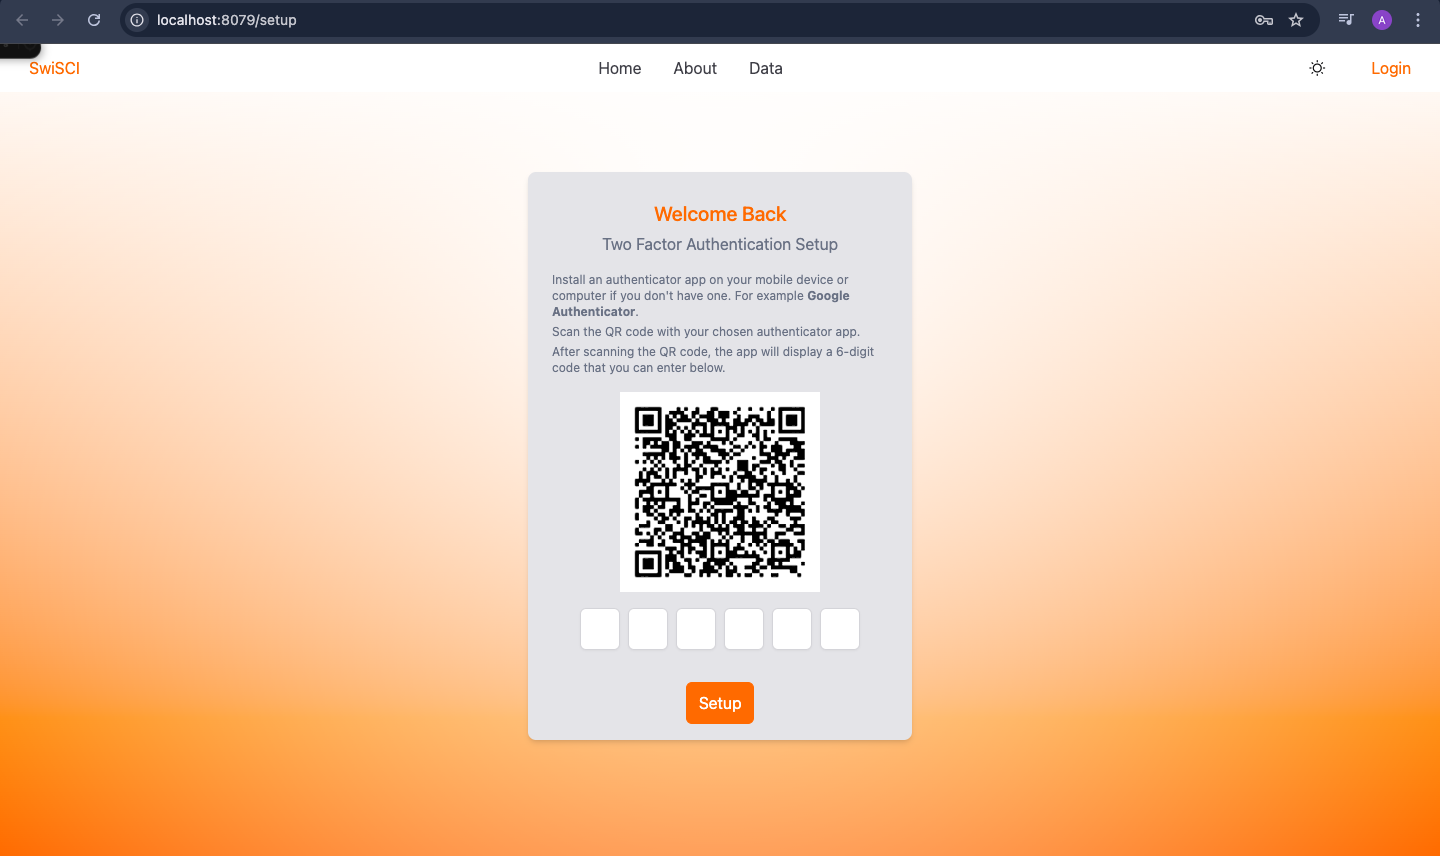 localhost:8079/setup
A
SwiSCI
Home
About
Data
Login
Welcome Back
Two Factor Authentication Setup
Install an authenticator app on your mobile device or
computer if you don't have one. For example Google
Authenticator.
Scan the QR code with your chosen authenticator app.
After scanning the QR code, the app will display a 6-digit
code that you can enter below.
Setup